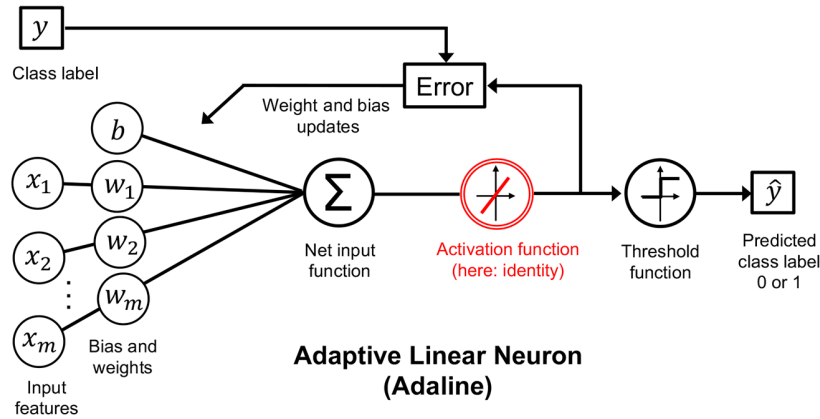 y
Class label
Error
Weight and bias
updates
b
x₁
w₁
x₂
w₂
⋮
xₘ
wₘ
Input
features
Bias and
weights
Σ
Net input
function
Activation function
(here: identity)
Threshold
function
ŷ
Predicted
class label
0 or 1
Adaptive Linear Neuron
(Adaline)